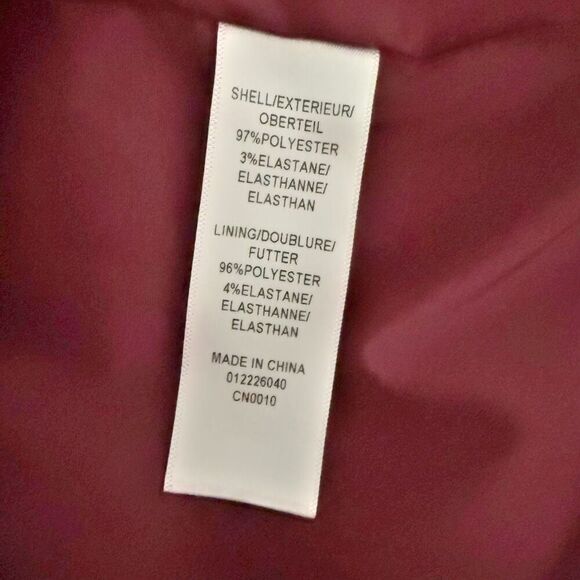 SHELL/EXTERIEUR/
OBERTEIL
97%POLYESTER
3%ELASTANE/
ELASTHANNE/
ELASTHAN
LINING/DOUBLURE/
FUTTER
96%POLYESTER
4%ELASTANE/
ELASTHANNE/
ELASTHAN
MADE IN CHINA
012226040
CN0010